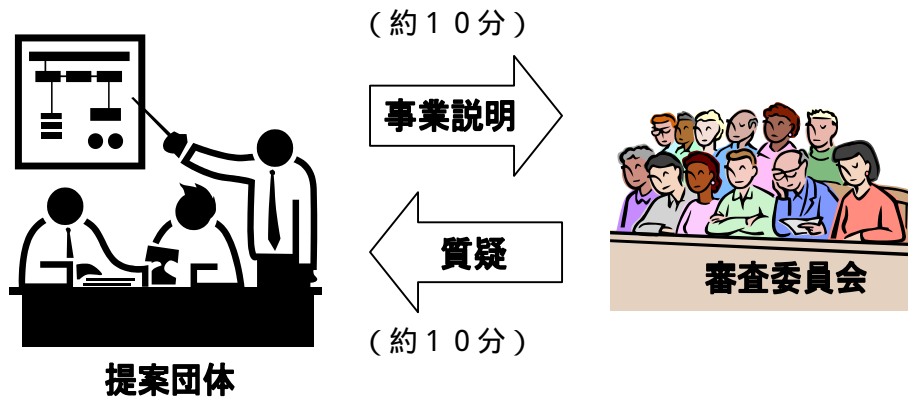 （約１０分）
事業説明
質疑
審査委員会
（約１０分）
提案団体